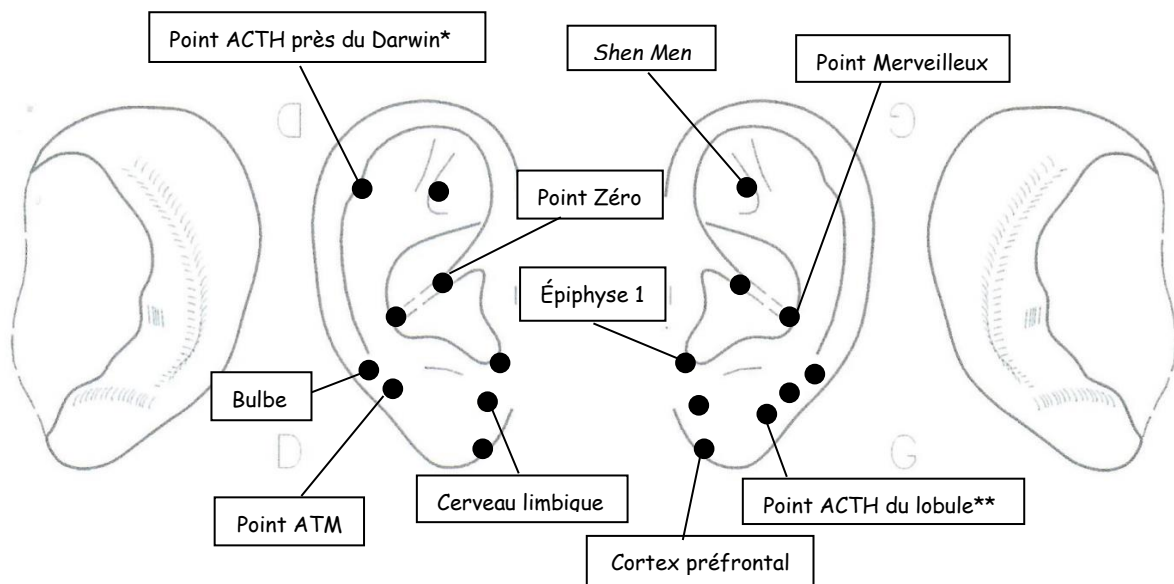 Point ACTH près du Darwin*
Shen Men
Point Merveilleux
D
G
Point Zéro
Épiphyse 1
Bulbe
D
G
Cerveau limbique
Point ACTH du lobule**
Point ATM
Cortex préfrontal